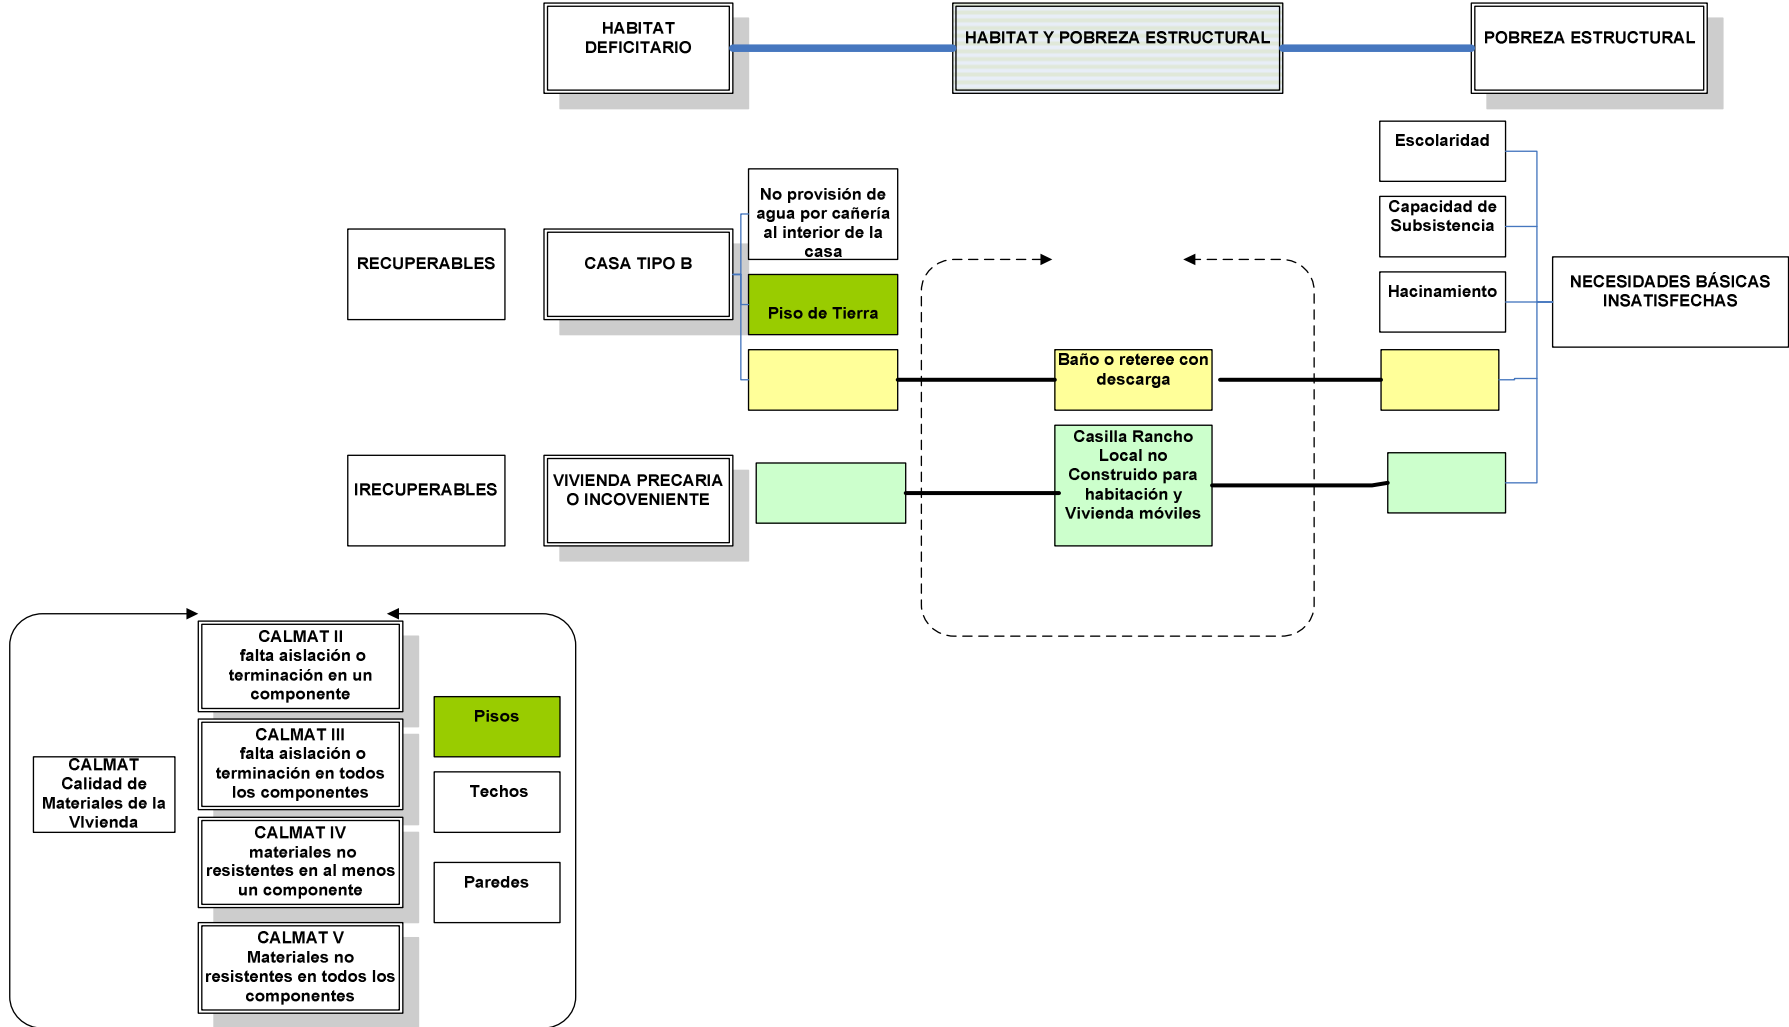 HABITAT
DEFICITARIO
HABITAT Y POBREZA ESTRUCTURAL
POBREZA ESTRUCTURAL
Escolaridad
Capacidad de
Subsistencia
Hacinamiento
NECESIDADES BÁSICAS
INSATISFECHAS
RECUPERABLES
CASA TIPO B
No provisión de
agua por cañería
al interior de la
casa
Piso de Tierra
Baño o reteree con
descarga
IRECUPERABLES
VIVIENDA PRECARIA
O INCOVENIENTE
Casilla Rancho
Local no
Construido para
habitación y
Vivienda móviles
CALMAT
Calidad de
Materiales de la
VIvienda
CALMAT II
falta aislación o
terminación en un
componente
CALMAT III
falta aislación o
terminación en todos
los componentes
CALMAT IV
materiales no
resistentes en al menos
un componente
CALMAT V
Materiales no
resistentes en todos los
componentes
Pisos
Techos
Paredes